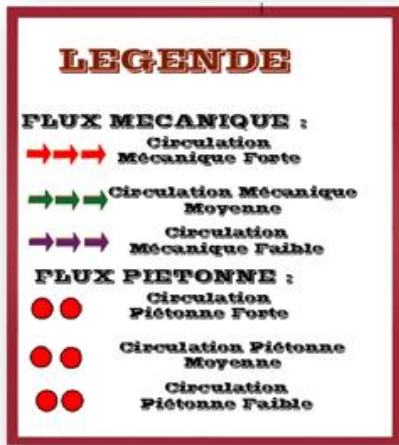 LEGENDE
FLUX MECANIQUE :
Circulation
Mécanique Forte
Circulation Mécanique
Moyenne
Circulation
Mécanique Faible
FLUX PIETONNE :
Circulation
Piétonne Forte
Circulation Piétonne
Moyenne
Circulation
Piétonne Faible